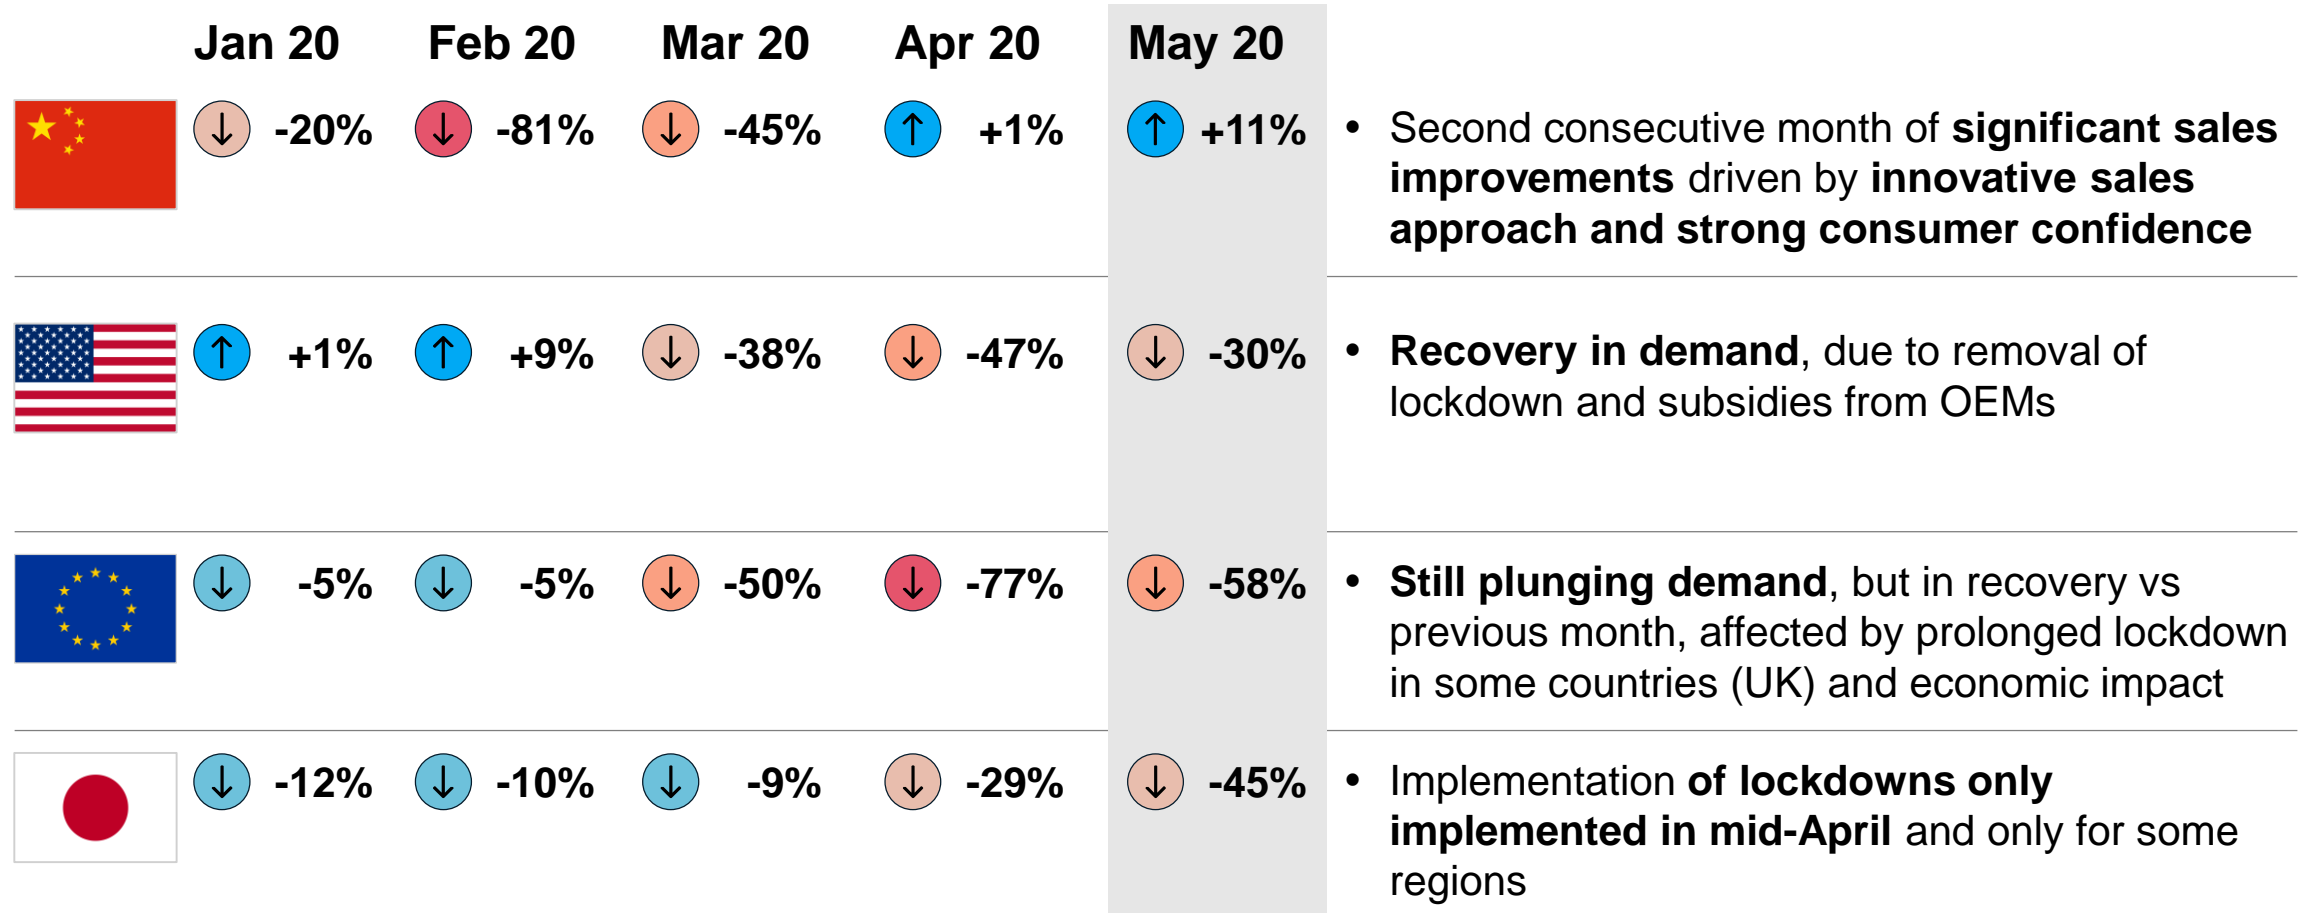 Jan 20 Feb 20 Mar 20 Apr 20 May 20
-20% -81% -45% +1% +11%
• Second consecutive month of significant sales
improvements driven by innovative sales
approach and strong consumer confidence
+1% +9% -38% -47% -30%
• Recovery in demand, due to removal of
lockdown and subsidies from OEMs
-5% -5% -50% -77% -58%
• Still plunging demand, but in recovery vs
previous month, affected by prolonged lockdown
in some countries (UK) and economic impact
-12% -10% -9% -29% -45%
• Implementation of lockdowns only
implemented in mid-April and only for some
regions